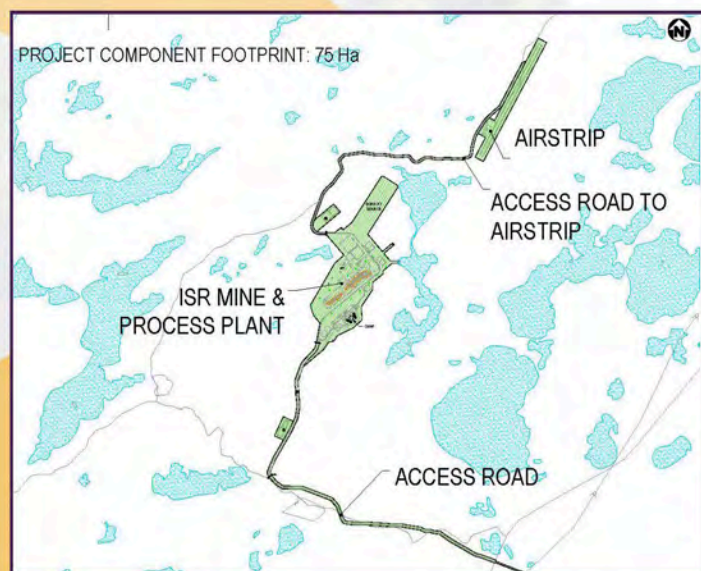 N
PROJECT COMPONENT FOOTPRINT: 75 Ha
AIRSTRIP
ACCESS ROAD TO
AIRSTRIP
ISR MINE &
PROCESS PLANT
ACCESS ROAD